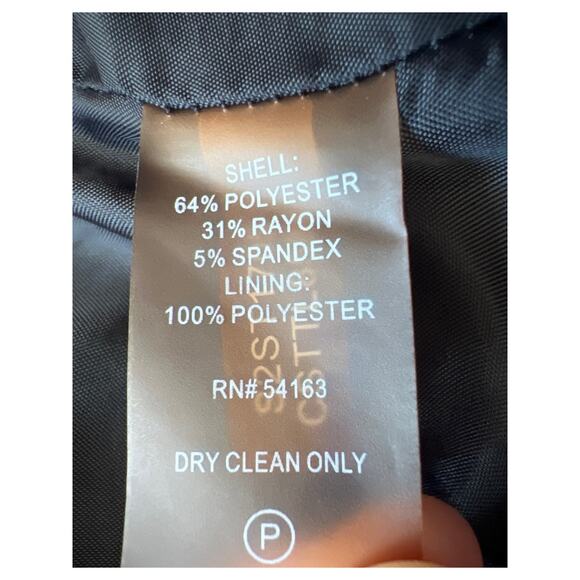 SHELL:
64% POLYESTER
31% RAYON
5% SPANDEX
LINING:
100% POLYESTER
RN# 54163
DRY CLEAN ONLY
P